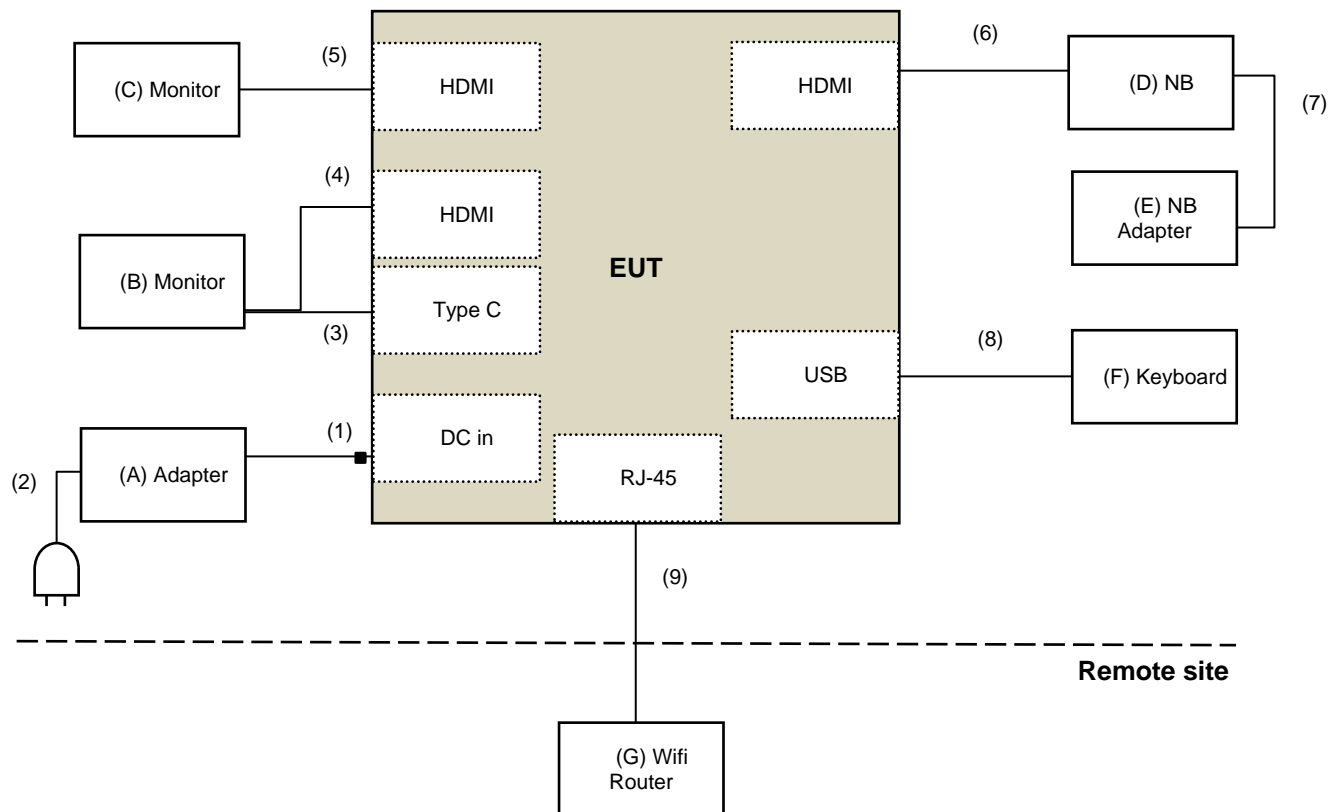 (5)
(6)
(C) Monitor
HDMI
HDMI
(D) NB
(7)
(4)
HDMI
(E) NB
Adapter
(B) Monitor
EUT
Type C
(3)
(8)
USB
(F) Keyboard
(1)
DC in
(2)
(A) Adapter
RJ-45
(9)
Remote site
(G) Wifi
Router